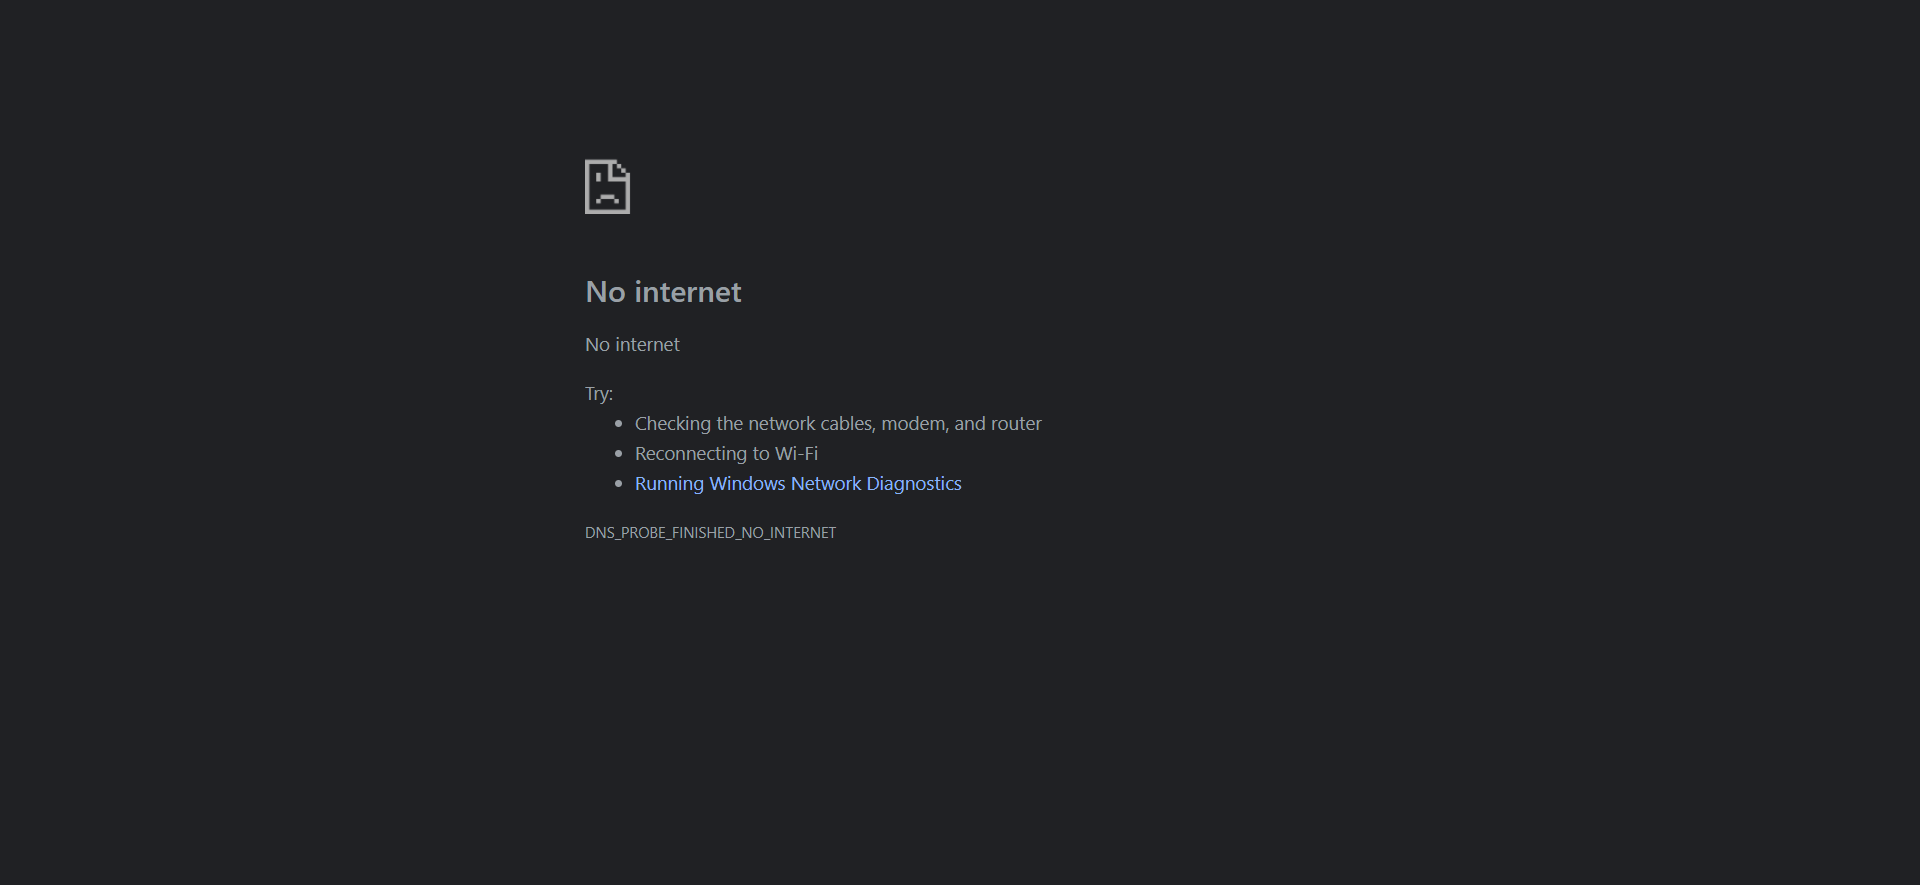 No internet
No internet
Try:
Checking the network cables, modem, and router
Reconnecting to Wi-Fi
Running Windows Network Diagnostics
DNS_PROBE_FINISHED_NO_INTERNET